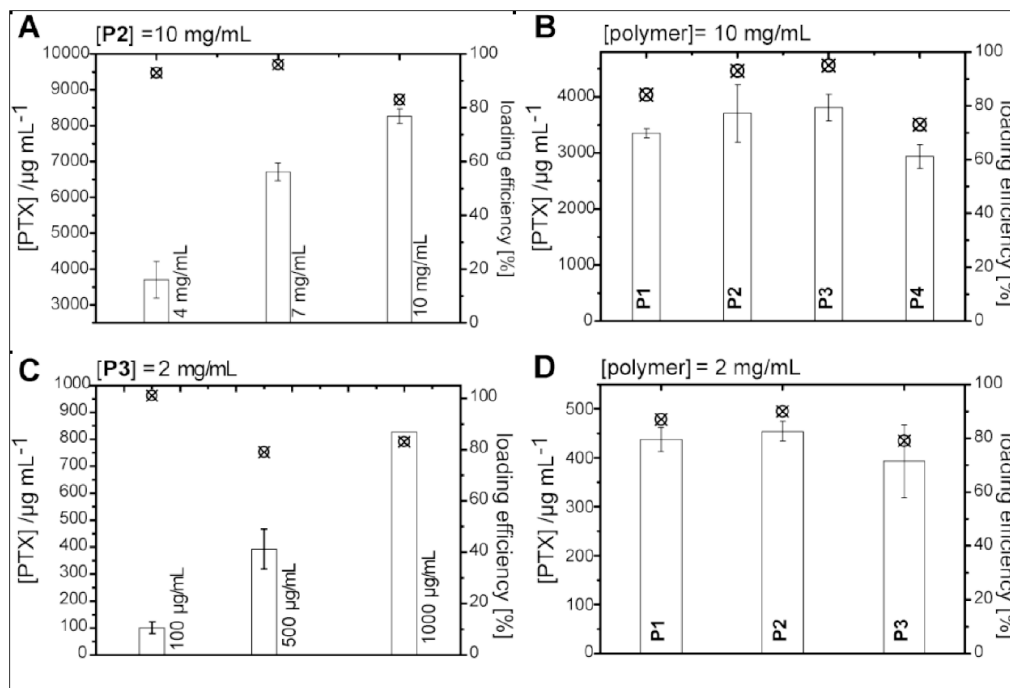 A
[P2] =10 mg/mL
10000
9000
8000
7000
6000
5000
4000
3000
[PTX] /µg mL-1
4 mg/mL
7 mg/mL
10 mg/mL
100
80
60
40
20
0
loading efficiency [%]
B
[polymer]= 10 mg/mL
4000
3000
2000
1000
0
[PTX] /µg mL-1
P1
P2
P3
P4
100
80
60
40
20
0
loading efficiency [%]
C
[P3] = 2 mg/mL
1000
900
800
700
600
500
400
300
200
100
0
[PTX] /µg mL-1
100 µg/mL
500 µg/mL
1000 µg/mL
100
80
60
40
20
0
loading efficiency [%]
D
[polymer] = 2 mg/mL
500
400
300
200
100
0
[PTX] /µg mL-1
P1
P2
P3
100
80
60
40
20
0
loading efficiency [%]